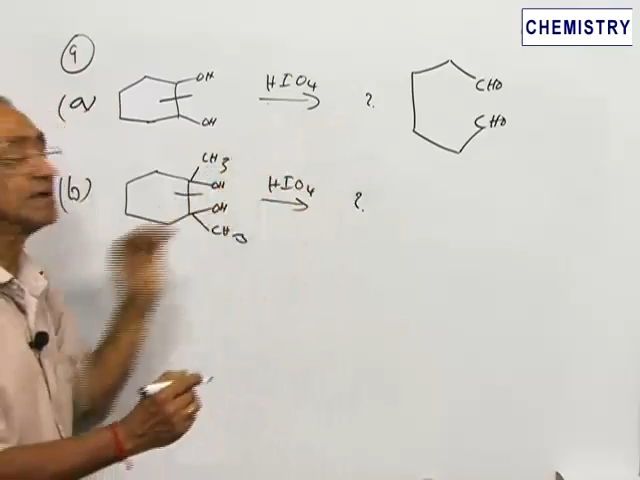 CHEMISTRY
9
(a) OH OH HIO4 ? CHO CHO
(b) CH3 OH OH CH3 HIO4 ?